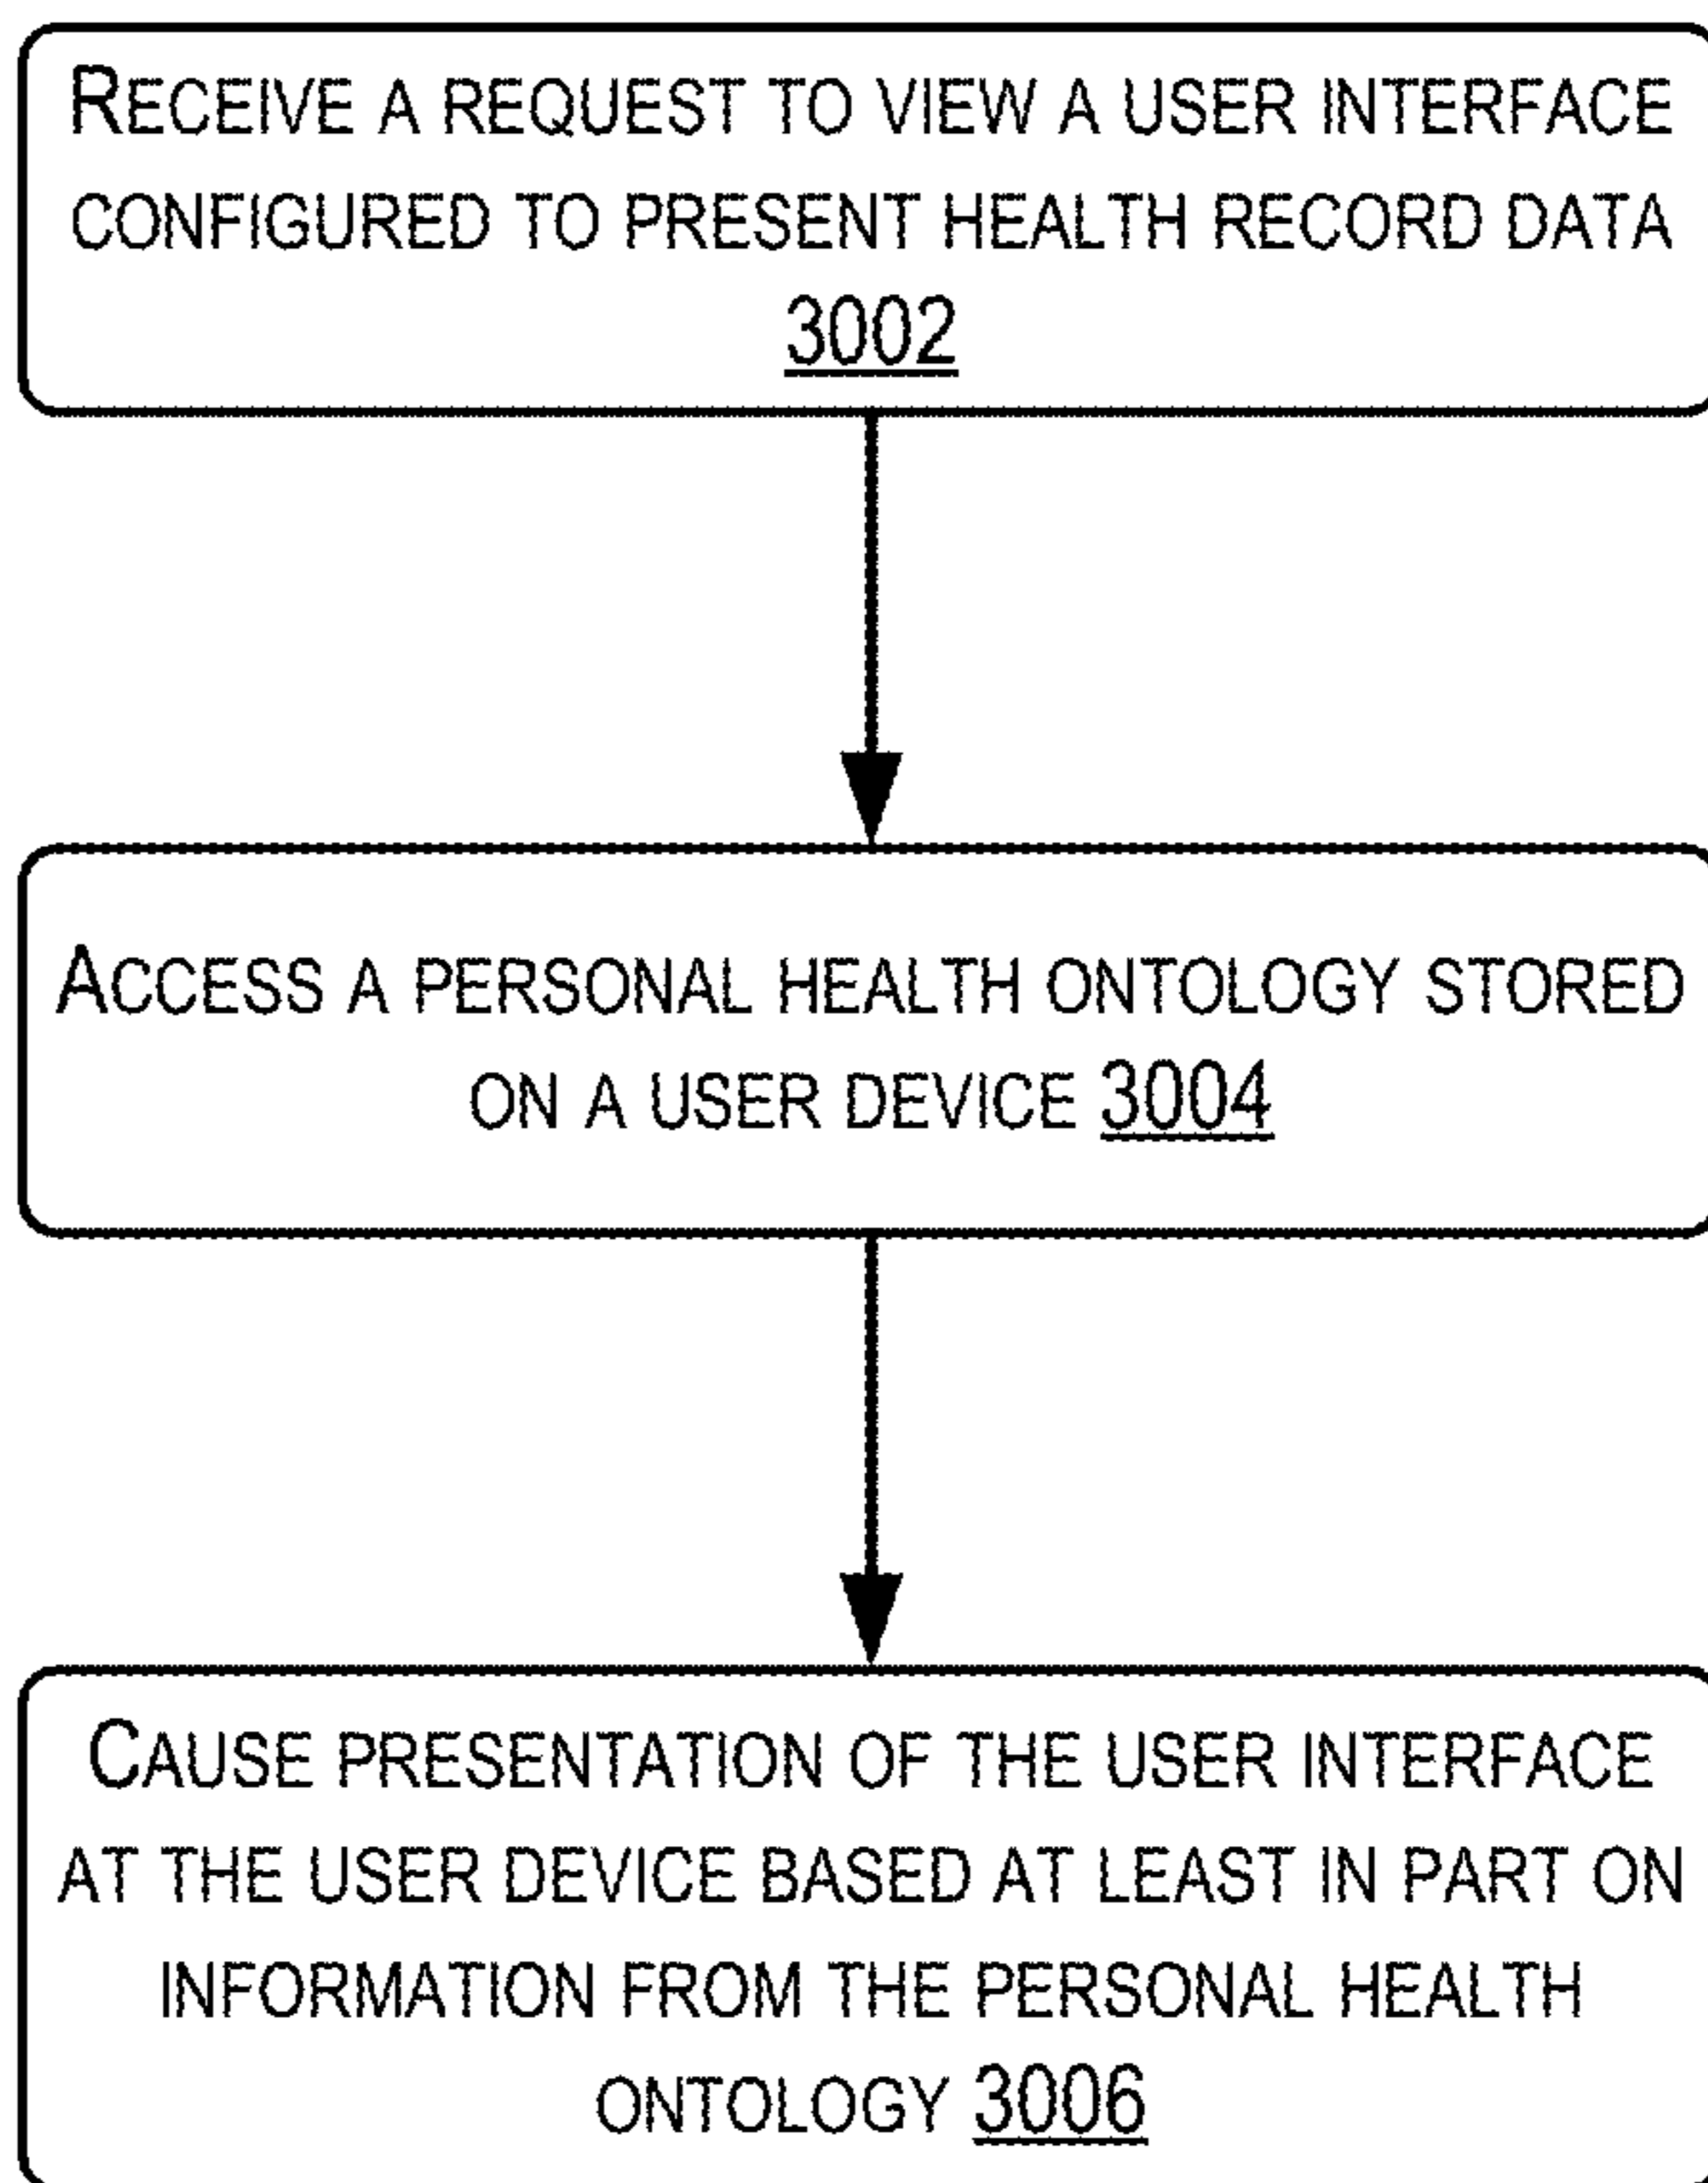 RECEIVE A REQUEST TO VIEW A USER INTERFACE
CONFIGURED TO PRESENT HEALTH RECORD DATA
3002
ACCESS A PERSONAL HEALTH ONTOLOGY STORED
ON A USER DEVICE 3004
CAUSE PRESENTATION OF THE USER INTERFACE
AT THE USER DEVICE BASED AT LEAST IN PART ON
INFORMATION FROM THE PERSONAL HEALTH
ONTOLOGY 3006